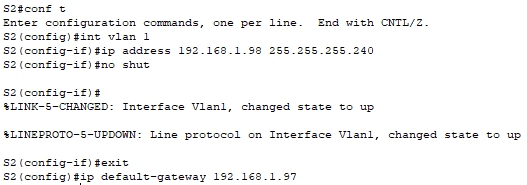 S2#conf t
Enter configuration commands, one per line.  End with CNTL/Z.
S2(config)#int vlan 1
S2(config-if)#ip address 192.168.1.98 255.255.255.240
S2(config-if)#no shut
S2(config-if)#
%LINK-5-CHANGED: Interface Vlan1, changed state to up
%LINEPROTO-5-UPDOWN: Line protocol on Interface Vlan1, changed state to up
S2(config-if)#exit
S2(config)#ip default-gateway 192.168.1.97